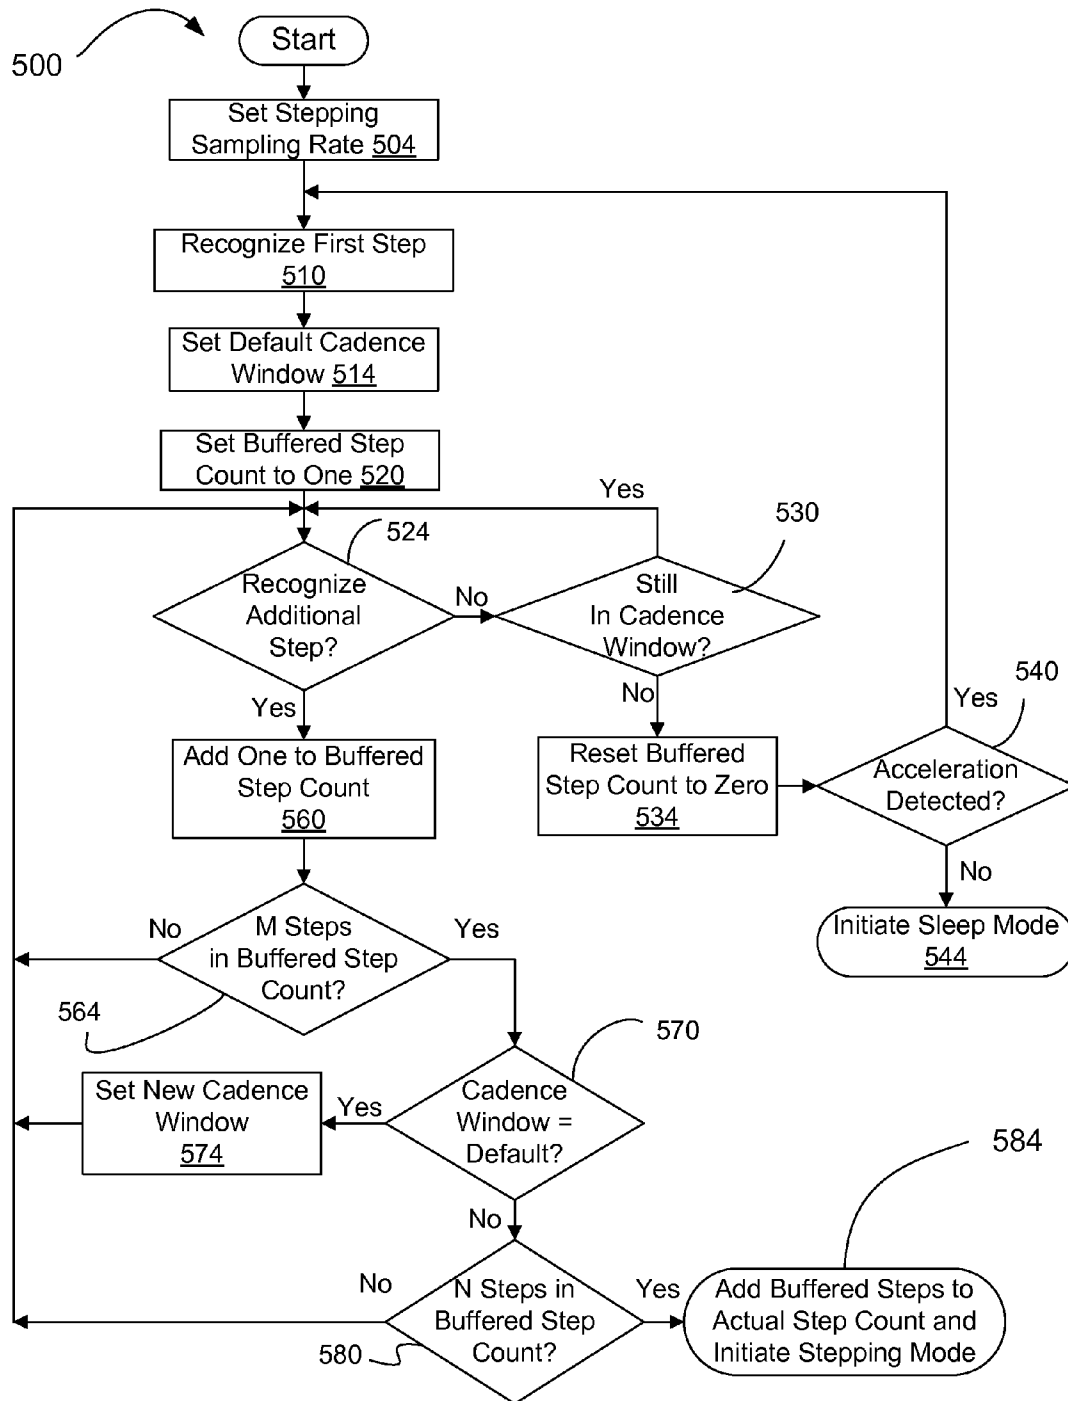 500
Start
Set Stepping
Sampling Rate 504
Recognize First Step
510
Set Default Cadence
Window 514
Set Buffered Step
Count to One 520
Yes
524
530
Recognize
Additional
Step?
No
Still
In Cadence
Window?
Yes
No
Yes
540
Add One to Buffered
Step Count
560
Reset Buffered
Step Count to Zero
534
Acceleration
Detected?
No
Initiate Sleep Mode
544
No
M Steps
in Buffered Step
Count?
Yes
564
570
Set New Cadence
Window
574
Yes
Cadence
Window =
Default?
No
584
No
N Steps in
Buffered Step
Count?
580
Yes
Add Buffered Steps to
Actual Step Count and
Initiate Stepping Mode